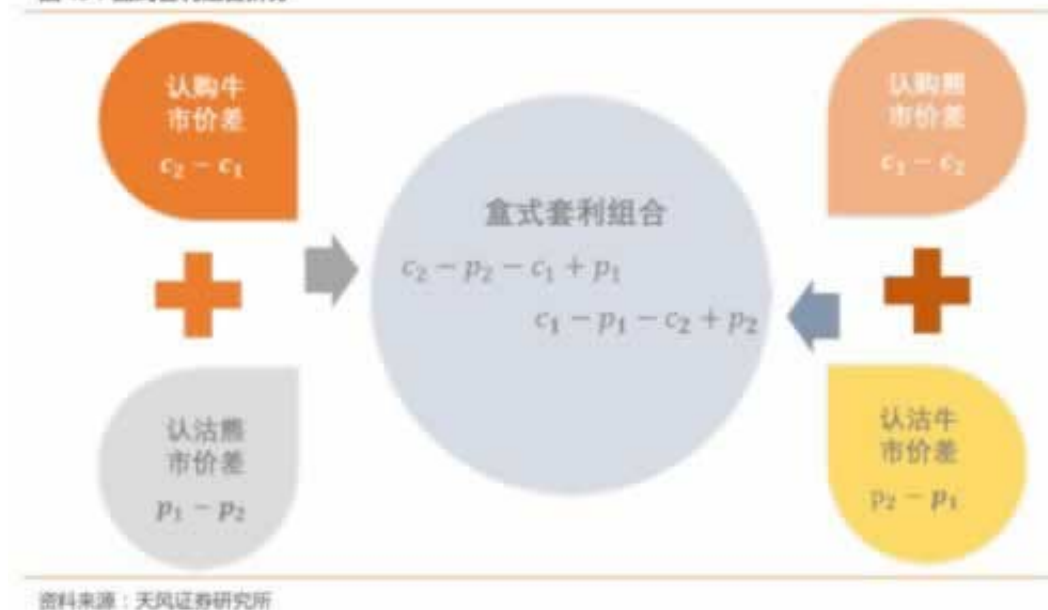 认购牛
市价差
c₂ − c₁
认沽熊
市价差
p₁ − p₂
盒式套利组合
c₂ − p₂ − c₁ + p₁
c₁ − p₁ − c₂ + p₂
认购熊
市价差
c₁ − c₂
认沽牛
市价差
p₂ − p₁
资料来源：天风证券研究所